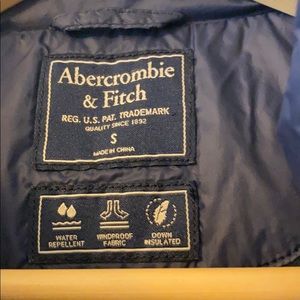 Abercrombie
& Fitch
REG. U.S. PAT. TRADEMARK
QUALITY SINCE 1892
S
MADE IN CHINA
WATER REPELLENT
WINDPROOF FABRIC
DOWN INSULATED